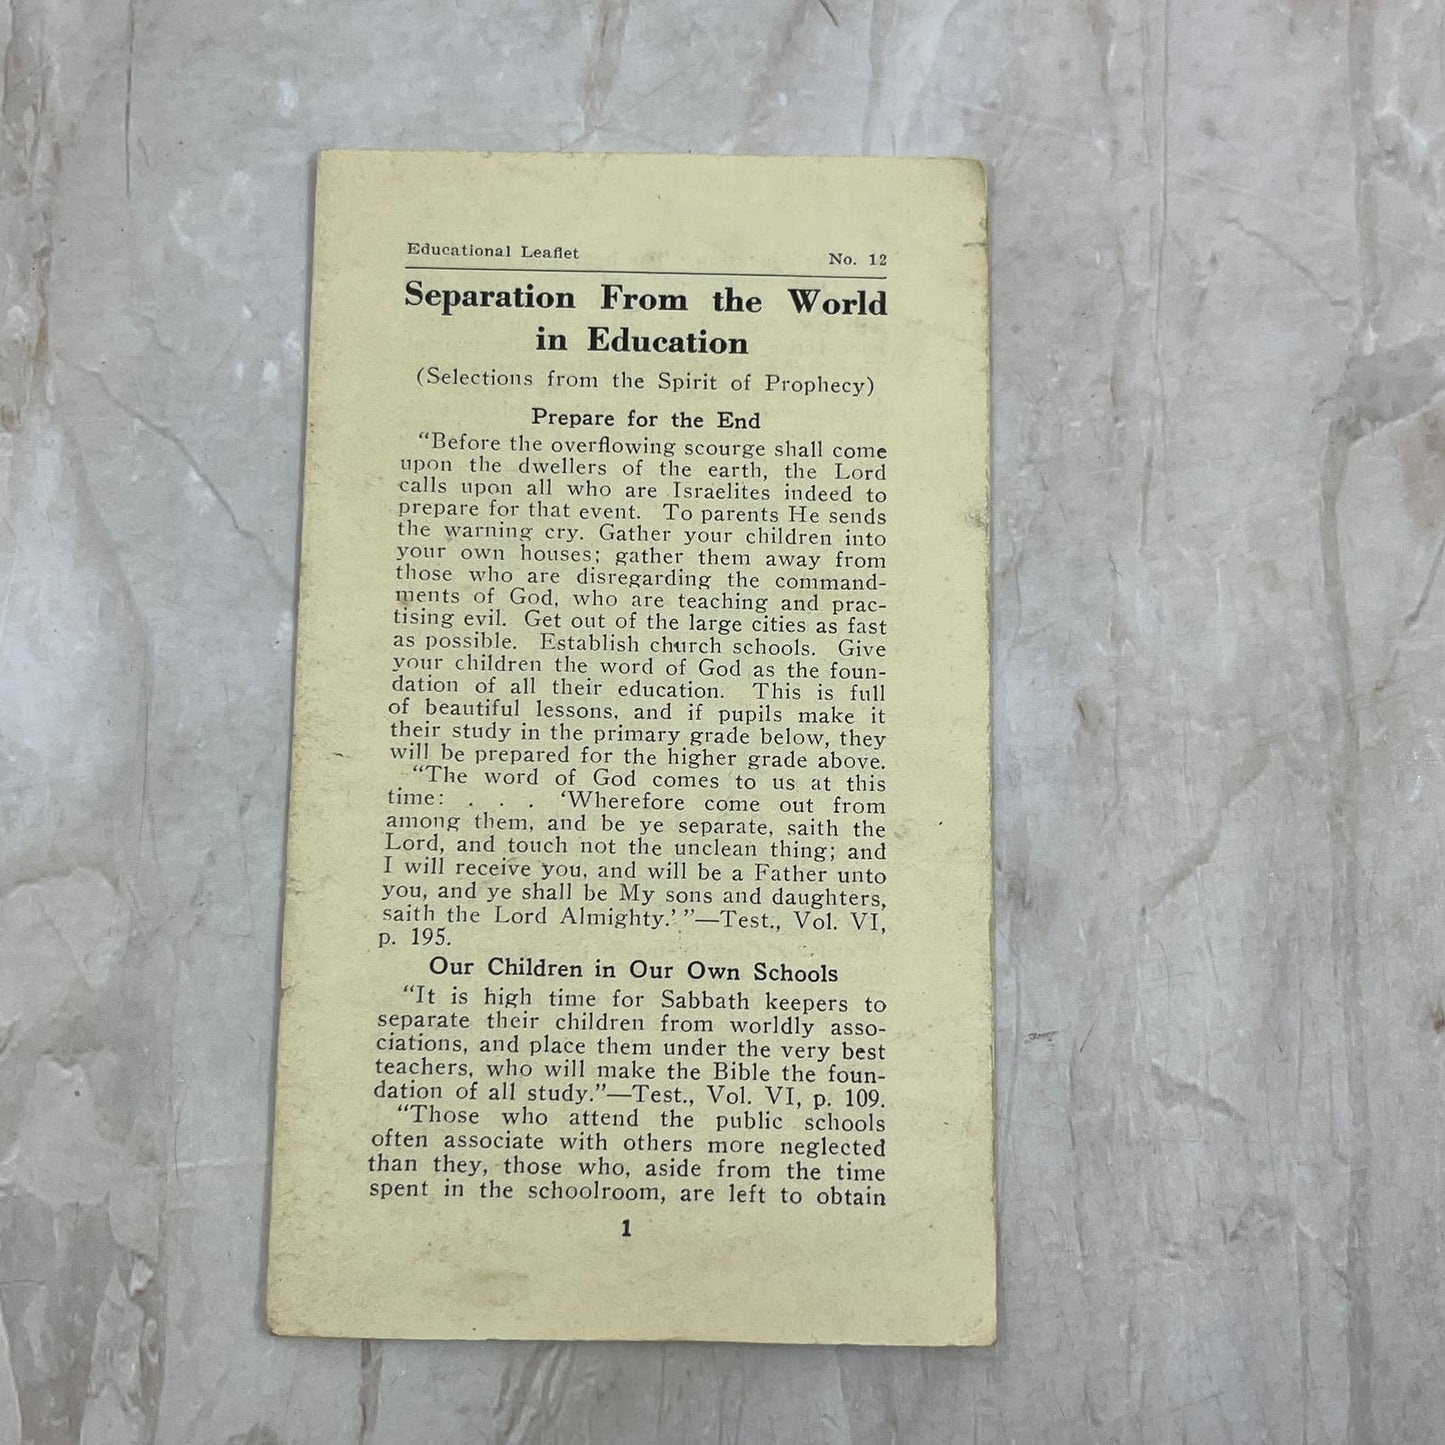 Educational Leaflet No. 12
Separation From the World
in Education
(Selections from the Spirit of Prophecy)
Prepare for the End
“Before the overflowing scourge shall come
upon the dwellers of the earth, the Lord
calls upon all who are Israelites indeed to
prepare for that event. To parents He sends
the warning cry. Gather your children into
your own houses; gather them away from
those who are disregarding the command-
ments of God, who are teaching and prac-
tising evil. Get out of the large cities as fast
as possible. Establish church schools. Give
your children the word of God as the foun-
dation of all their education. This is full
of beautiful lessons, and if pupils make it
their study in the primary grade below, they
will be prepared for the higher grade above.
“The word of God comes to us at this
time: . . . ‘Wherefore come out from
among them, and be ye separate, saith the
Lord, and touch not the unclean thing; and
I will receive you, and will be a Father unto
you, and ye shall be My sons and daughters,
saith the Lord Almighty.’ ”—Test., Vol. VI,
p. 195.
Our Children in Our Own Schools
“It is high time for Sabbath keepers to
separate their children from worldly asso-
ciations, and place them under the very best
teachers, who will make the Bible the foun-
dation of all study.”—Test., Vol. VI, p. 109.
“Those who attend the public schools
often associate with others more neglected
than they, those who, aside from the time
spent in the schoolroom, are left to obtain
1